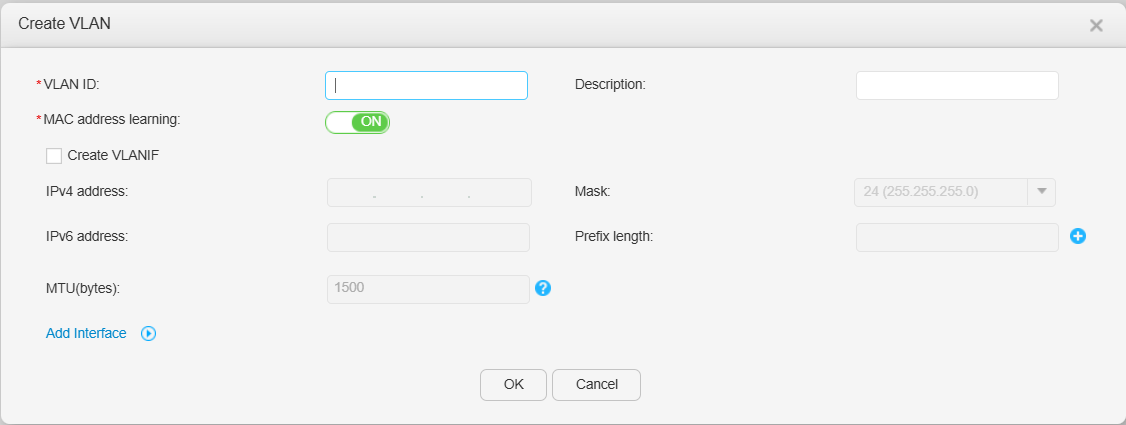 Create VLAN
*VLAN ID: Description:
*MAC address learning: ON
Create VLANIF
IPv4 address: . . . Mask: 24 (255.255.255.0)
IPv6 address: Prefix length:
MTU(bytes): 1500 ?
Add Interface
OK Cancel